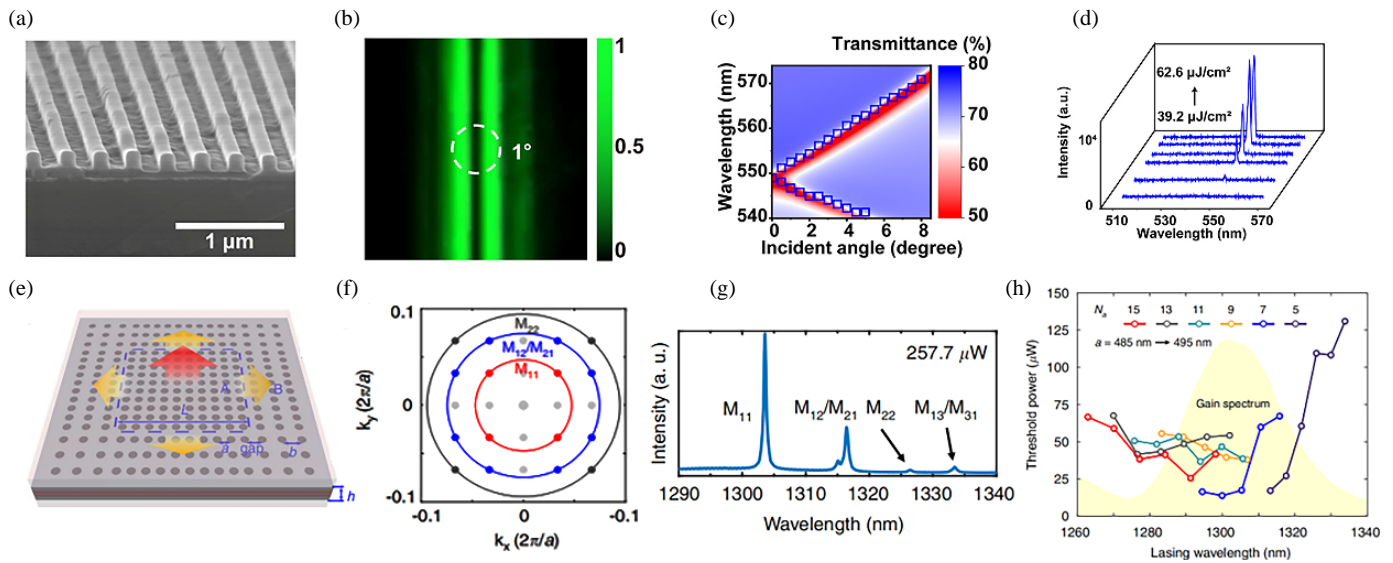 (a)
1 μm
(b)
1°
1
0.5
0
(c)
Transmittance (%)
Wavelength (nm)
570
560
550
540
0 2 4 6 8
Incident angle (degree)
80
70
60
50
(d)
62.6 μJ/cm²
39.2 μJ/cm²
Intensity (a.u.)
10⁴
0
510 530 550 570
Wavelength (nm)
(e)
A
B
L
a gap b
h
(f)
0.1
0
-0.1
k_y (2π/a)
M₂₂
M₁₂/M₂₁
M₁₁
-0.1 0 -0.1
k_x (2π/a)
(g)
257.7 μW
Intensity (a. u.)
M₁₁
M₁₂/M₂₁
M₂₂
M₁₃/M₃₁
1290 1300 1310 1320 1330 1340
Wavelength (nm)
(h)
Threshold power (μW)
150
125
100
75
50
25
0
Nₐ 15 13 11 9 7 5
a = 485 nm → 495 nm
Gain spectrum
1260 1280 1300 1320 1340
Lasing wavelength (nm)